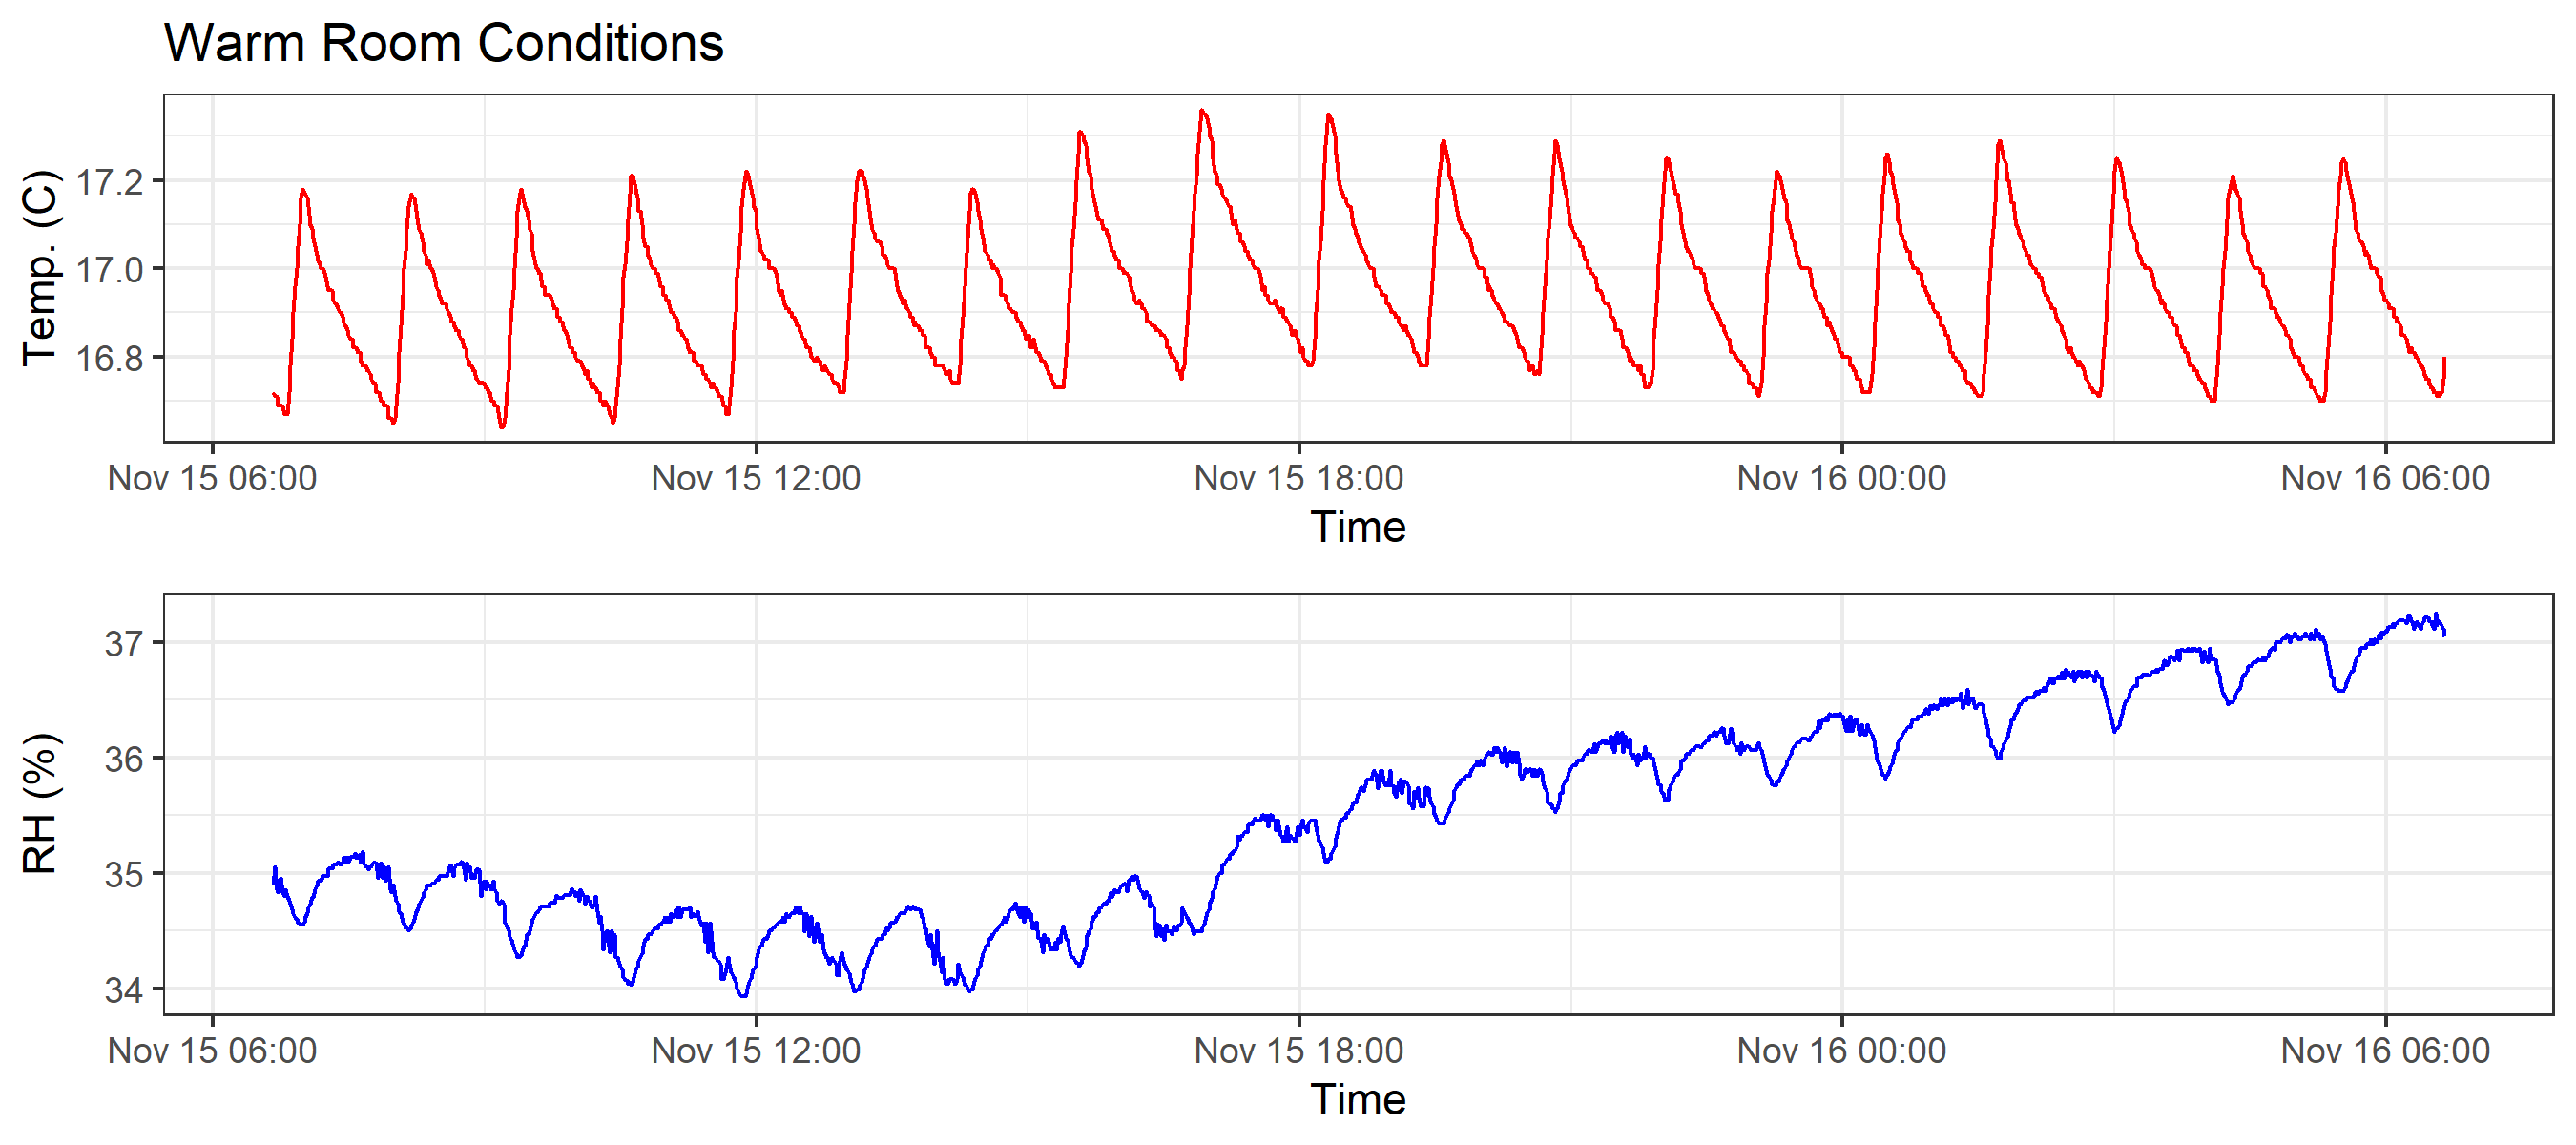 Warm Room Conditions
Temp. (C)
17.2
17.0
16.8
Nov 15 06:00 Nov 15 12:00 Nov 15 18:00 Nov 16 00:00 Nov 16 06:00
Time
RH (%)
37
36
35
34
Nov 15 06:00 Nov 15 12:00 Nov 15 18:00 Nov 16 00:00 Nov 16 06:00
Time